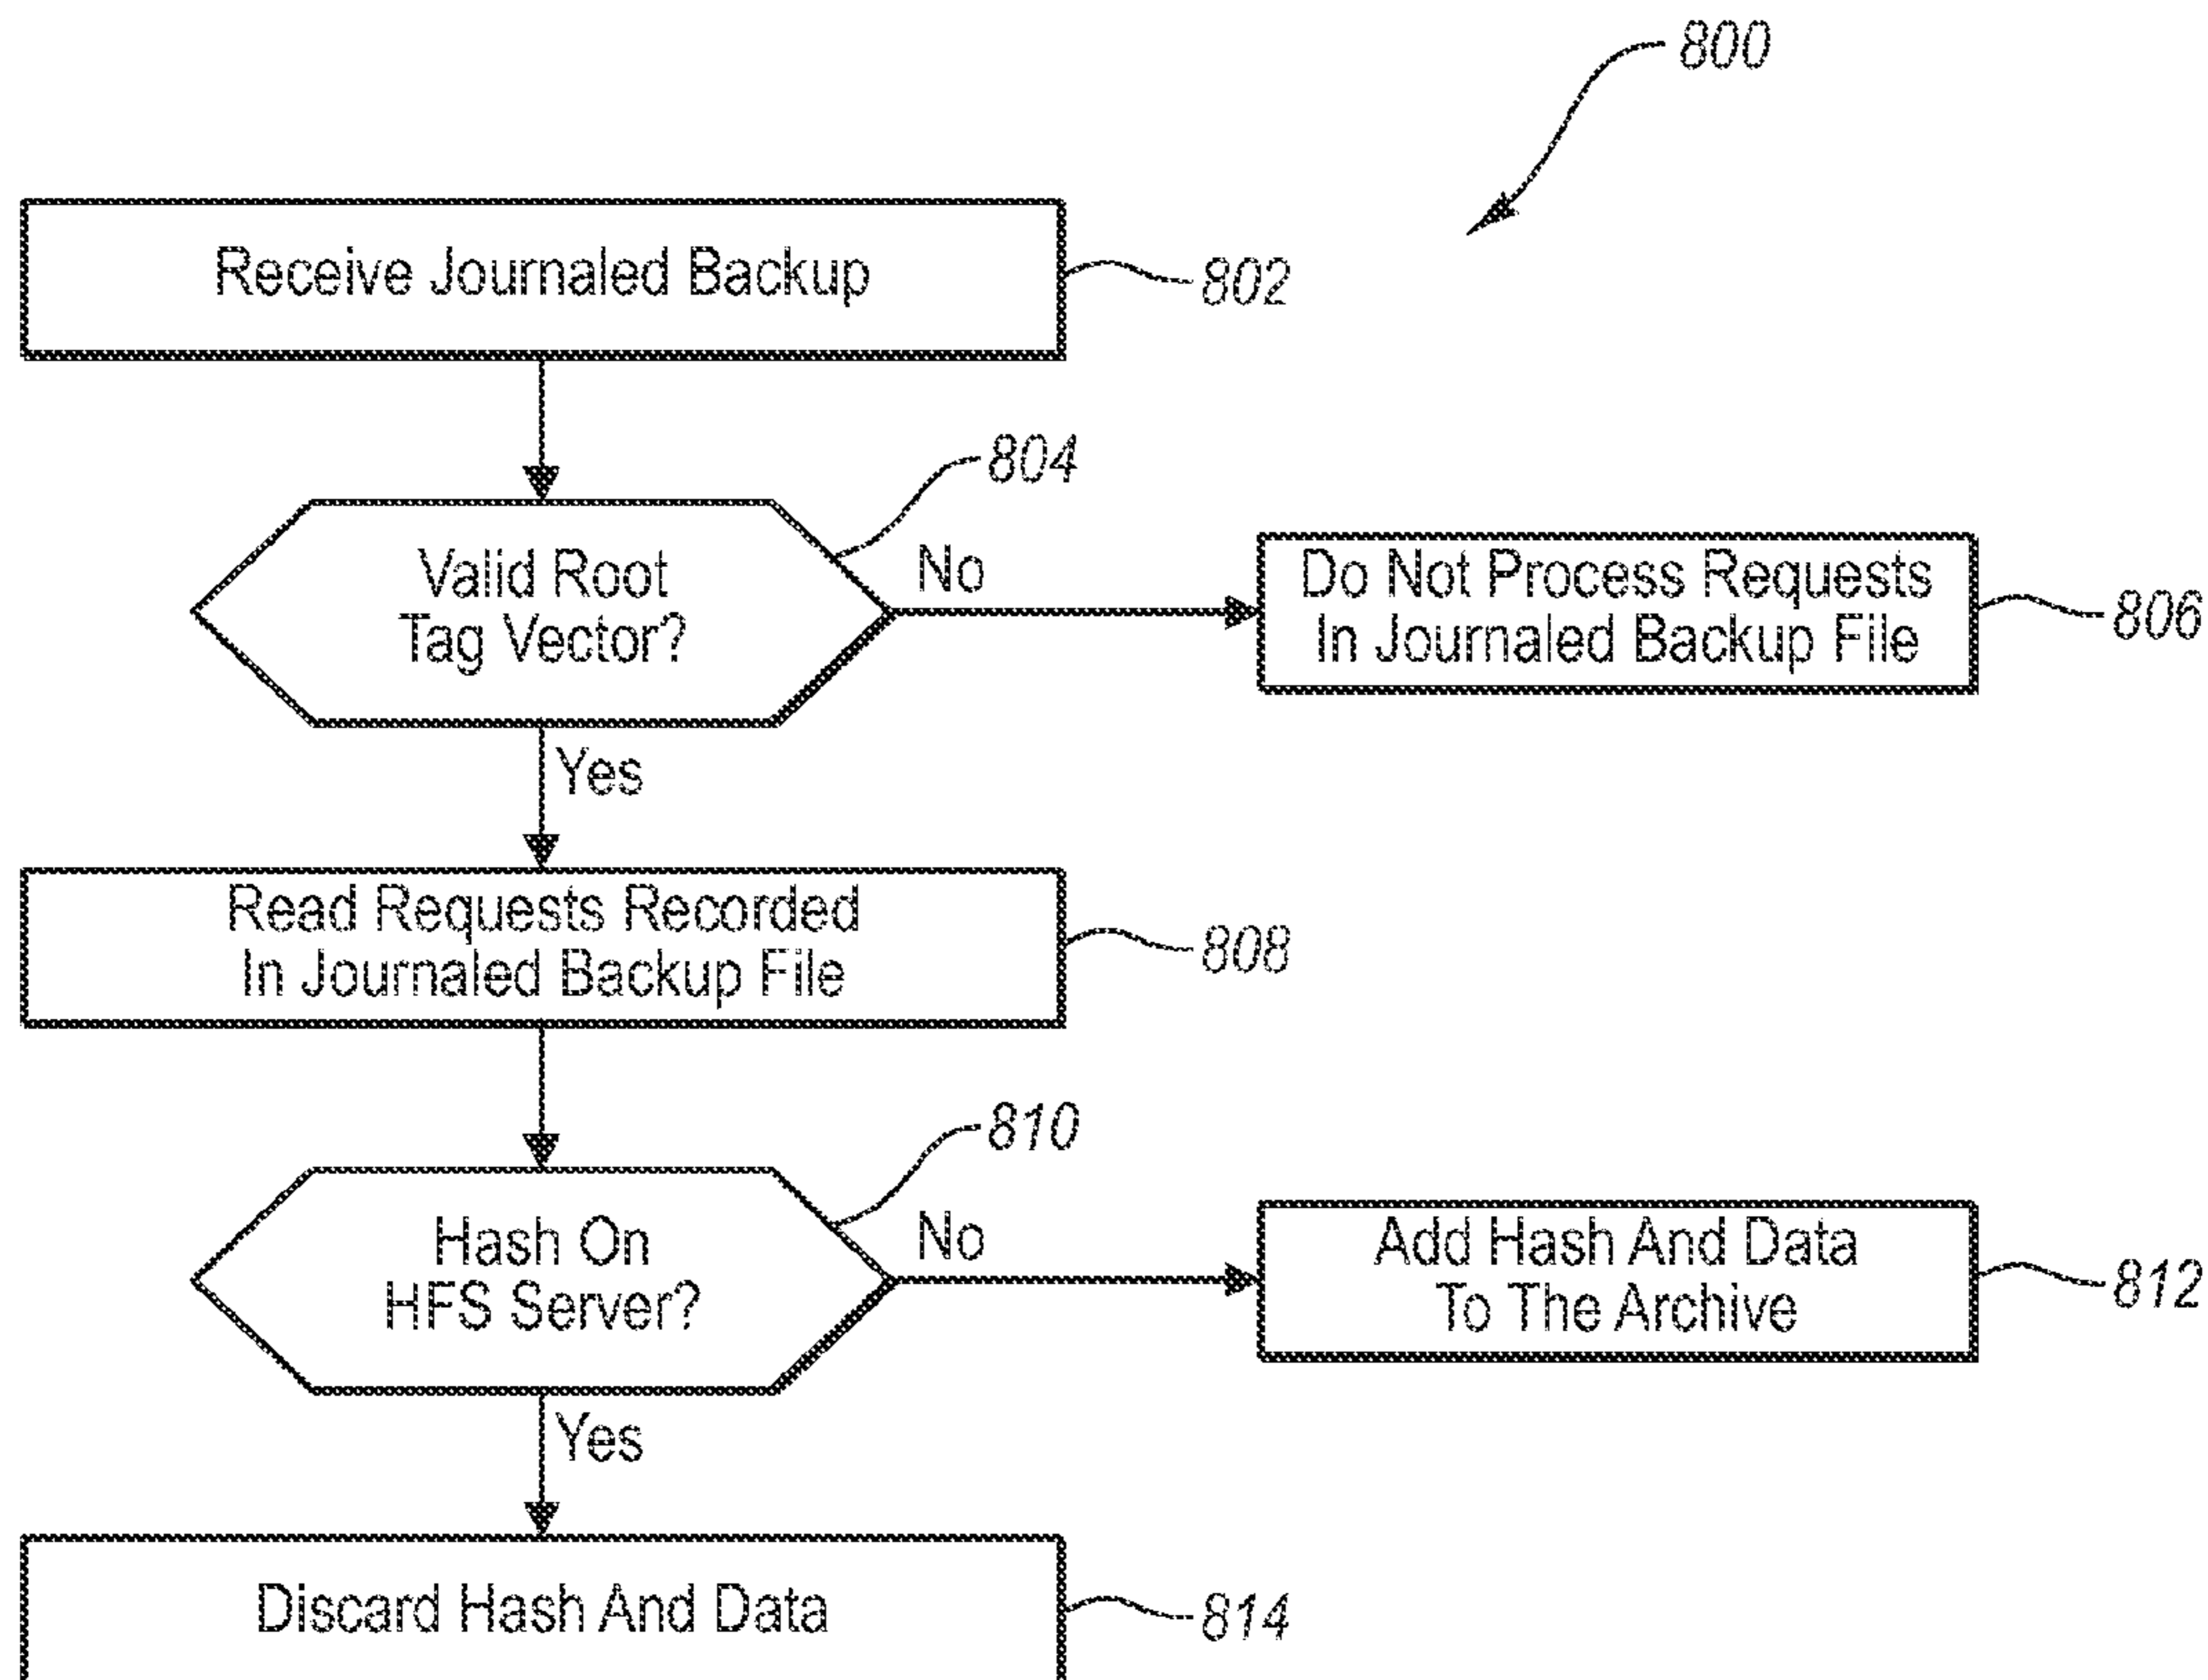 800
Receive Journaled Backup
802
804
Valid Root
Tag Vector?
No
Do Not Process Requests
In Journaled Backup File
806
Yes
Read Requests Recorded
In Journaled Backup File
808
810
Hash On
HFS Server?
No
Add Hash And Data
To The Archive
812
Yes
Discard Hash And Data
814